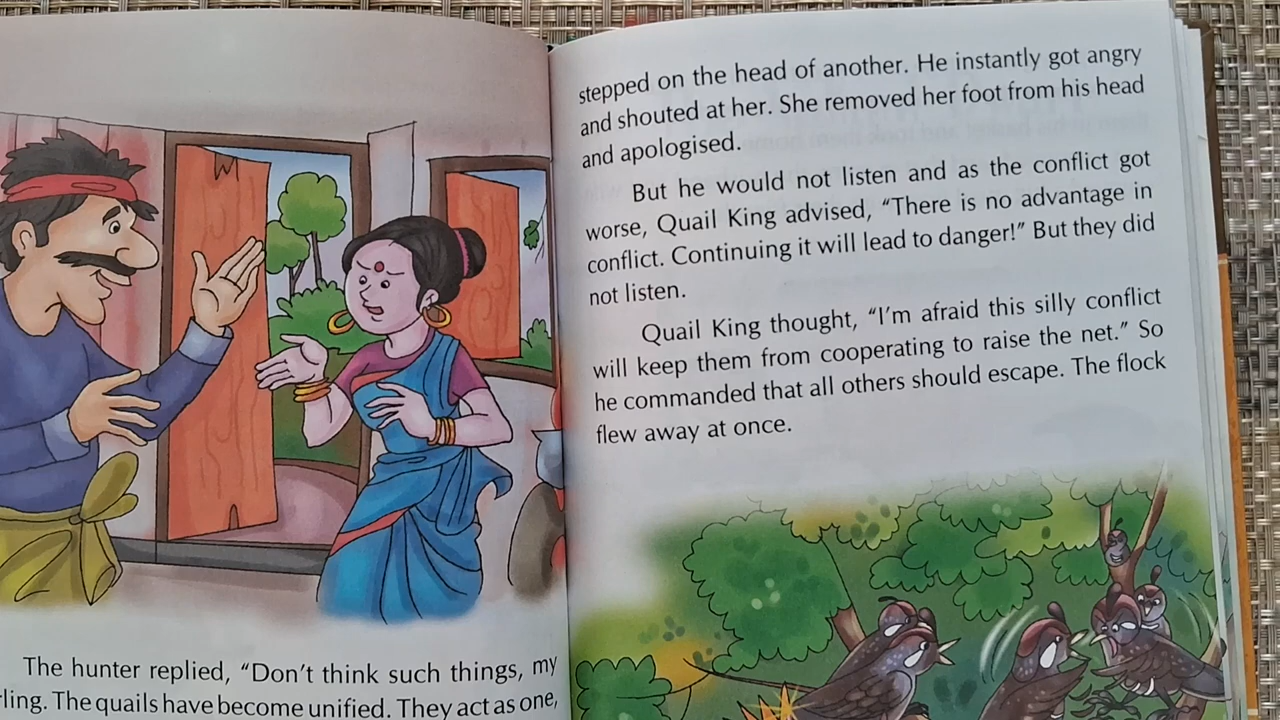 The hunter replied, “Don’t think such things, my
The quails have become unified. They act as one,
stepped on the head of another. He instantly got angry
and shouted at her. She removed her foot from his head
and apologised.
But he would not listen and as the conflict got
worse, Quail King advised, “There is no advantage in
conflict. Continuing it will lead to danger!” But they did
not listen.
Quail King thought, “I’m afraid this silly conflict
will keep them from cooperating to raise the net.” So
he commanded that all others should escape. The flock
flew away at once.